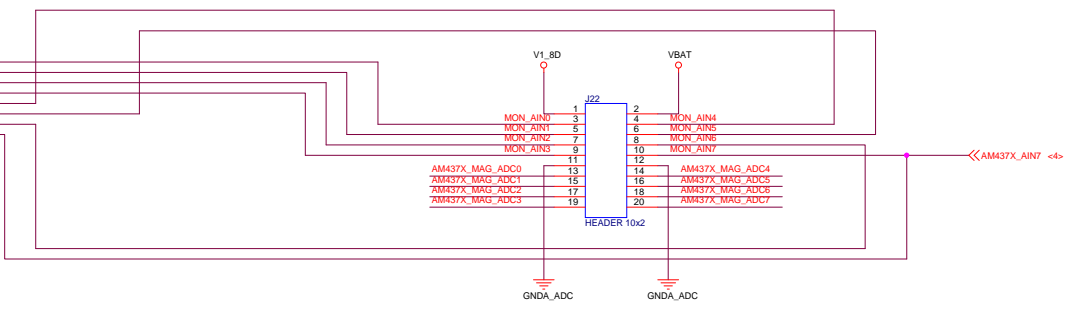 V1_8D VBAT
J22
1 2
MON_AIN0 3 4 MON_AIN4
MON_AIN1 5 6 MON_AIN5
MON_AIN2 7 8 MON_AIN6
MON_AIN3 9 10 MON_AIN7
AM437X_AIN7 <4>
11 12
AM437X_MAG_ADC0 13 14 AM437X_MAG_ADC4
AM437X_MAG_ADC1 15 16 AM437X_MAG_ADC5
AM437X_MAG_ADC2 17 18 AM437X_MAG_ADC6
AM437X_MAG_ADC3 19 20 AM437X_MAG_ADC7
HEADER 10x2
GNDA_ADC GNDA_ADC